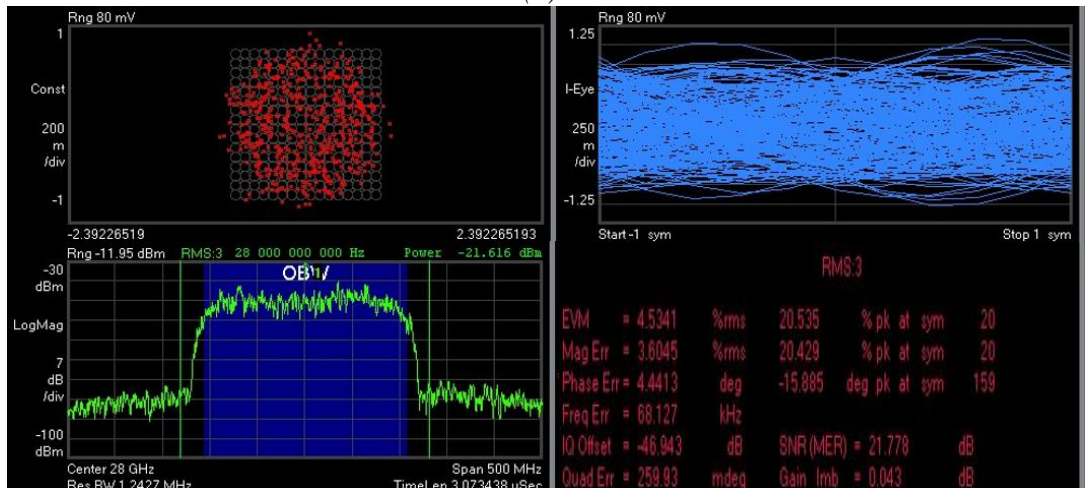 Rng 80 mV
1
Const
200
m
/div
-1
-2.39226519
2.392265193
Rng 80 mV
1.25
I-Eye
250
m
/div
-1.25
Start -1 sym
Stop 1 sym
Rng -11.95 dBm RMS:3 28 000 000 000 Hz Power -21.616 dBm
-30
dBm
LogMag
7
dB
/div
-100
dBm
Center 28 GHz
Span 500 MHz
Res BW 1.2427 MHz
TimeLen 3.073438 uSec
RMS:3
EVM = 4.5341 %rms 20.535 % pk at sym 20
Mag Err = 3.6045 %rms 20.429 % pk at sym 20
Phase Err = 4.4413 deg -15.885 deg pk at sym 159
Freq Err = 68.127 kHz
IQ Offset = -46.943 dB SNR (MER) = 21.778 dB
Quad Err = 259.93 mdeg Gain Imb = 0.043 dB